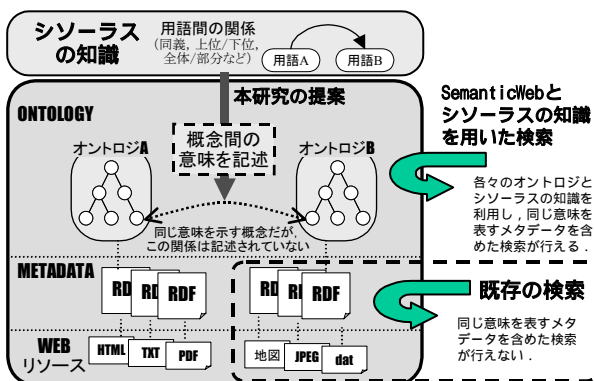 シソーラス
の知識
用語間の関係
(同義, 上位/下位,
全体/部分など)
用語A
用語B
本研究の提案
ONTOLOGY
概念間の
意味を記述
オントロジA
オントロジB
同じ意味を示す概念だが,
この関係は記述されていない
SemanticWebと
シソーラスの知識
を用いた検索
各々のオントロジと
シソーラスの知識を
利用し，同じ意味を
表すメタデータを含
めた検索が行える．
METADATA
RD RD RDF
RD RI RDF
既存の検索
同じ意味を表すメタ
データを含めた検索
が行えない．
WEB
リソース
HTML TXT PDF
地図 JPEG dat